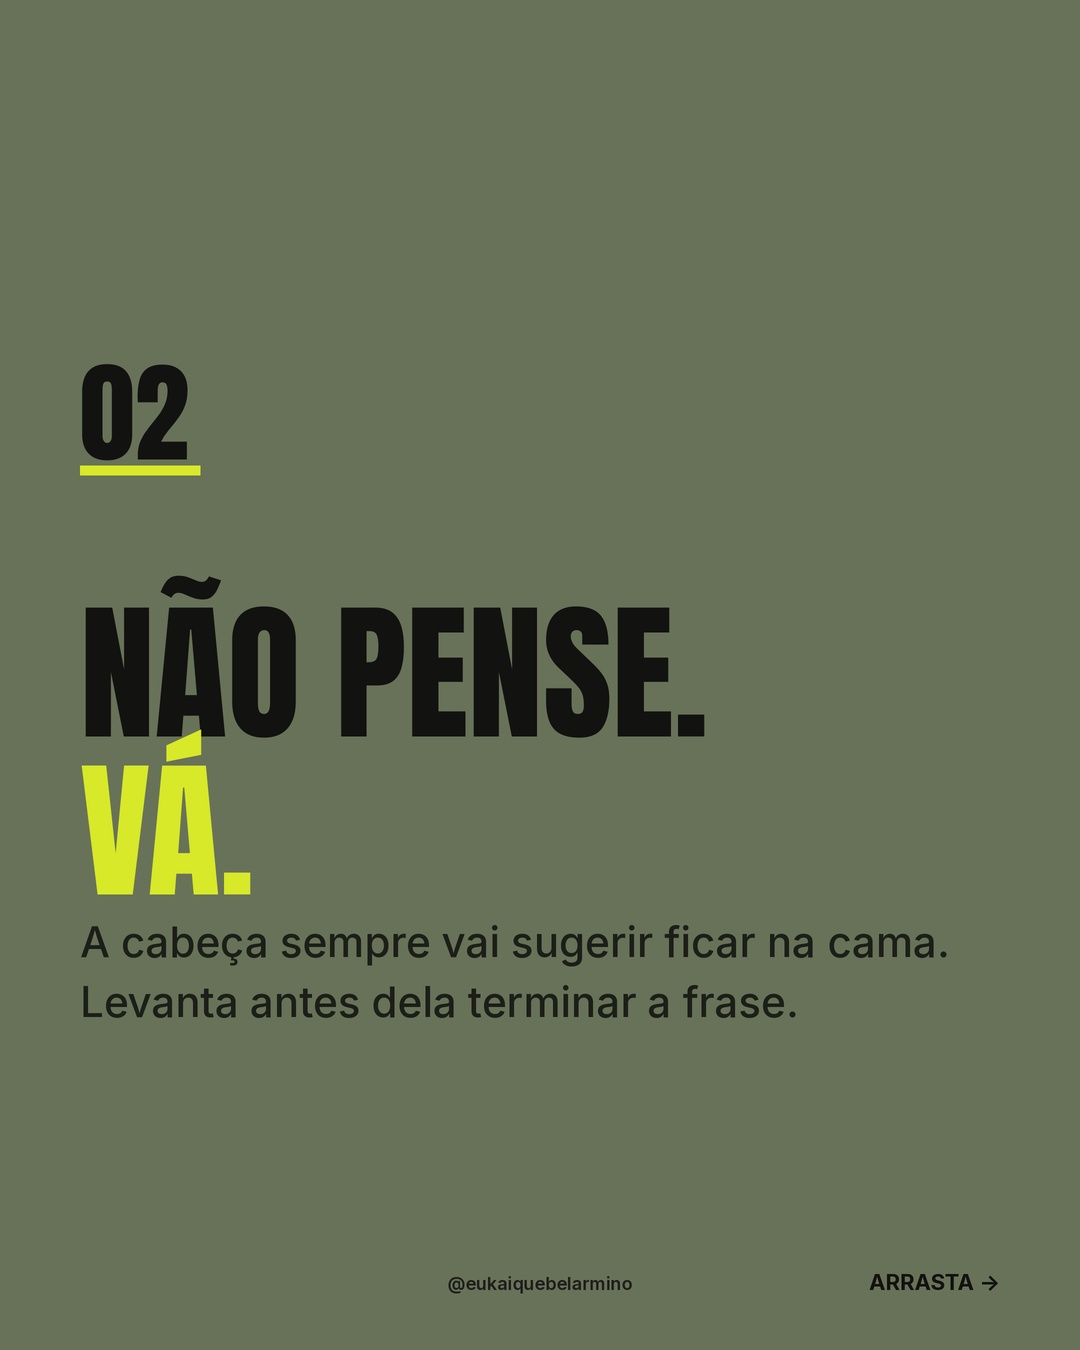 02
NÃO PENSE.
VÁ.
A cabeça sempre vai sugerir ficar na cama.
Levanta antes dela terminar a frase.
@eukaiquebelarmino
ARRASTA →